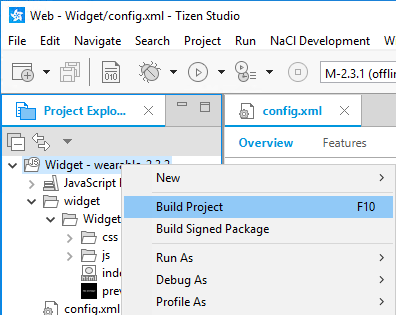 Web - Widget/config.xml - Tizen Studio
File Edit Navigate Search Project Run NaCl Development W
M-2.3.1 (offlin
Project Explo...
config.xml
Overview Features
Widget - wearable-2.3.2
JavaScript
widget
Widget
css
js
inde
prev
config.xml
New
Build Project F10
Build Signed Package
Run As
Debug As
Profile As